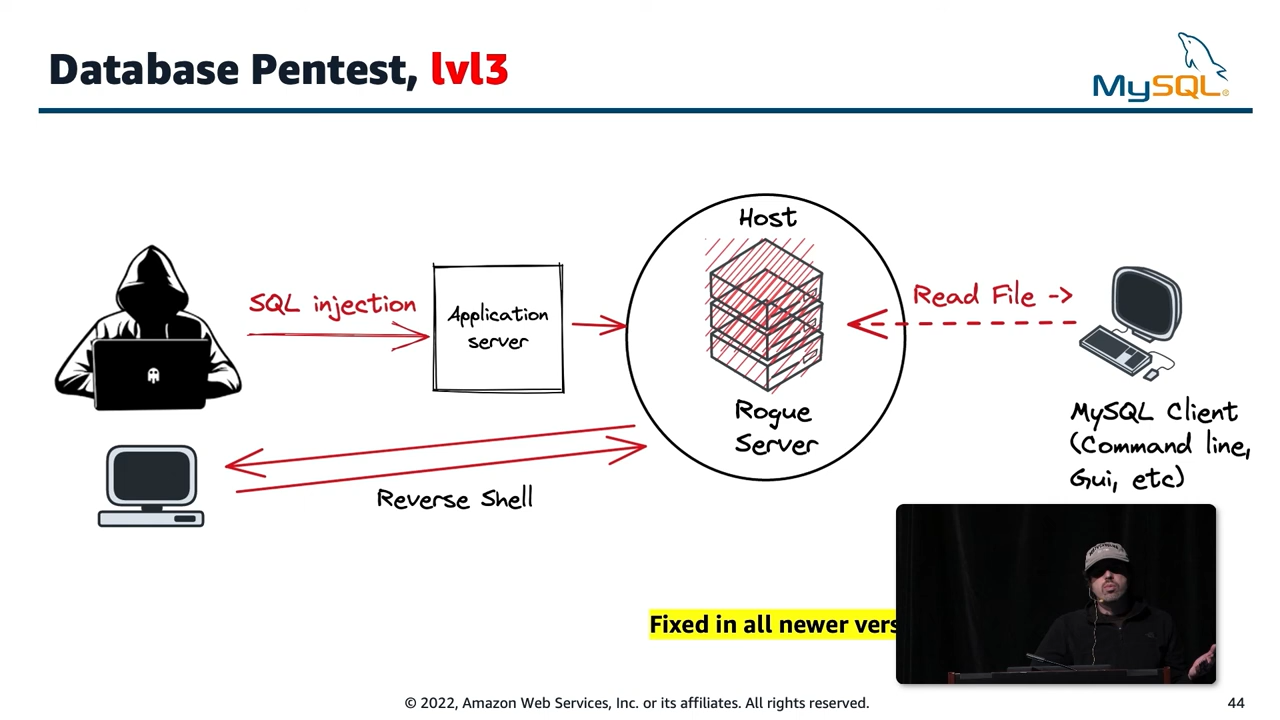 Database Pentest, lvl3
MySQL
Host
SQL injection
Application
server
Read File ->
Rogue
Server
MySQL Client
(Command line,
Gui, etc)
Reverse Shell
Fixed in all newer
© 2022, Amazon Web Services, Inc. or its affiliates. All rights reserved.
44